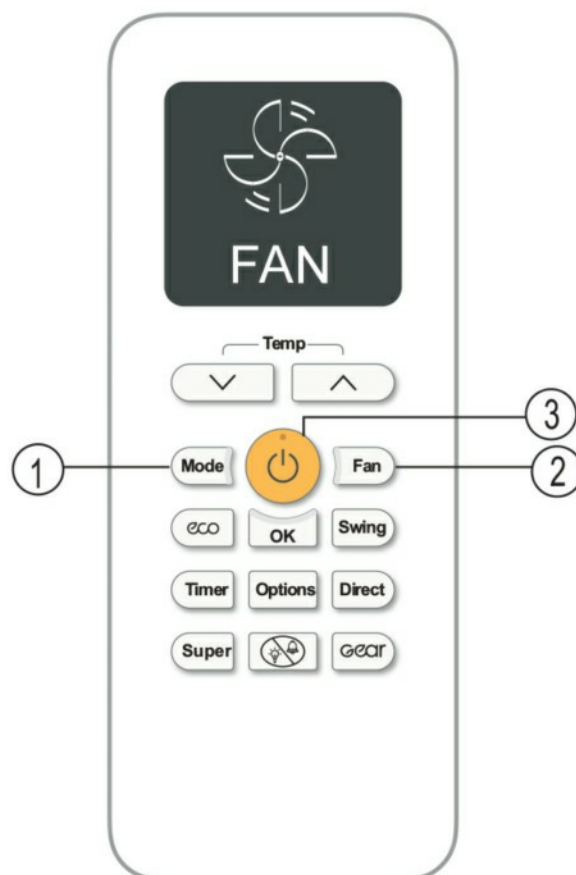 FAN
Temp
3
1
Mode
Fan
2
eco
OK
Swing
Timer
Options
Direct
Super
Gear